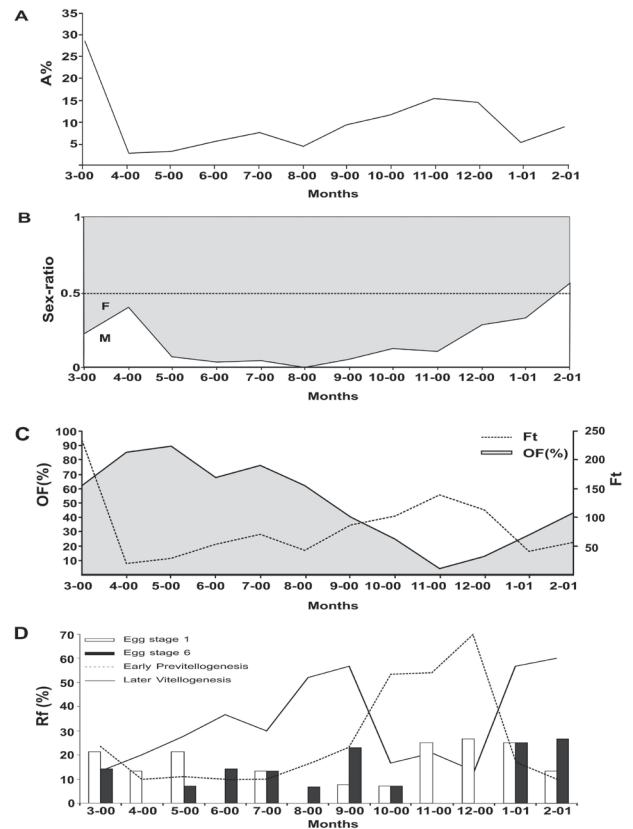 A
35
30
25
20
15
10
5
A%
3-00 4-00 5-00 6-00 7-00 8-00 9-00 10-00 11-00 12-00 1-01 2-01
Months
B
1
0.5
0
Sex-ratio
F
M
3-00 4-00 5-00 6-00 7-00 8-00 9-00 10-00 11-00 12-00 1-01 2-01
Months
C
100
90
80
70
60
50
40
30
20
10
OF(%)
Ft
OF(%)
250
200
150
100
50
Ft
3-00 4-00 5-00 6-00 7-00 8-00 9-00 10-00 11-00 12-00 1-01 2-01
Months
D
70
60
50
40
30
20
10
0
Rf (%)
Egg stage 1
Egg stage 6
Early Previtellogenesis
Later Vitellogenesis
3-00 4-00 5-00 6-00 7-00 8-00 9-00 10-00 11-00 12-00 1-01 2-01
Months